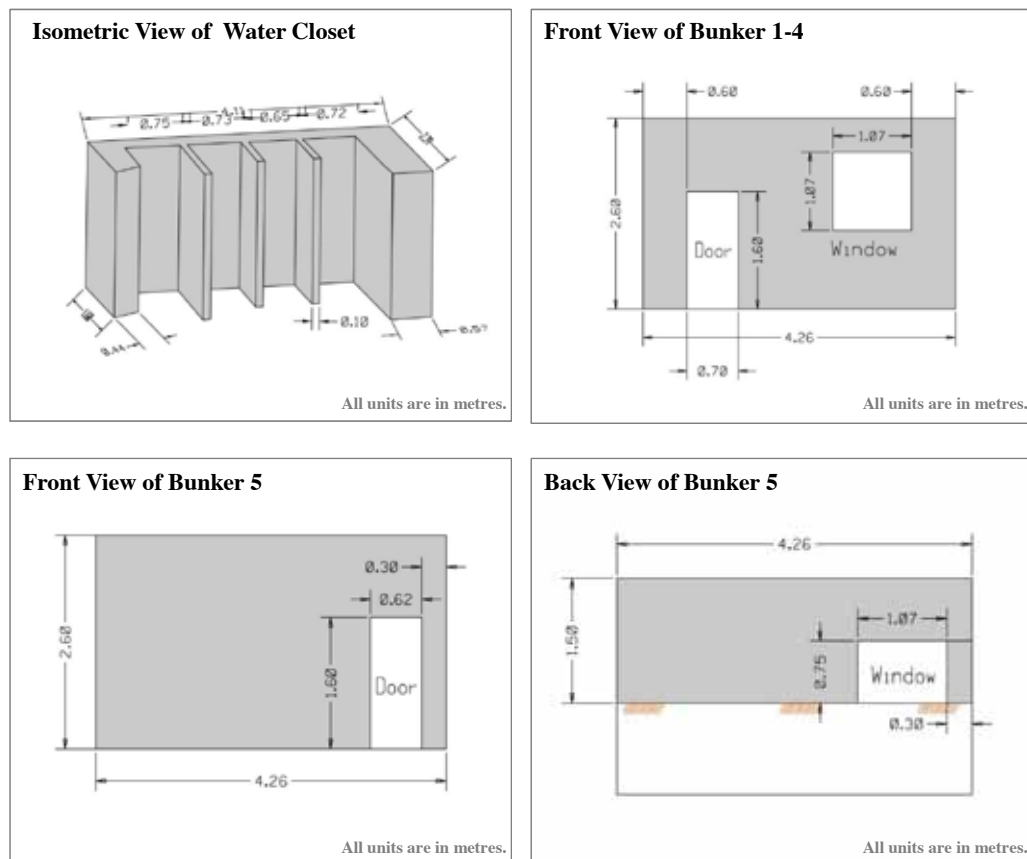 Isometric View of Water Closet
0.75 0.73 0.65 0.72
0.44
0.10
All units are in metres.
Front View of Bunker 1-4
0.60 0.60
1.07
1.07
2.60
Door
1.60
Window
4.26
0.70
All units are in metres.
Front View of Bunker 5
0.30
0.62
2.60
1.60
Door
4.26
All units are in metres.
Back View of Bunker 5
4.26
1.50
1.07
0.75
Window
0.30
All units are in metres.